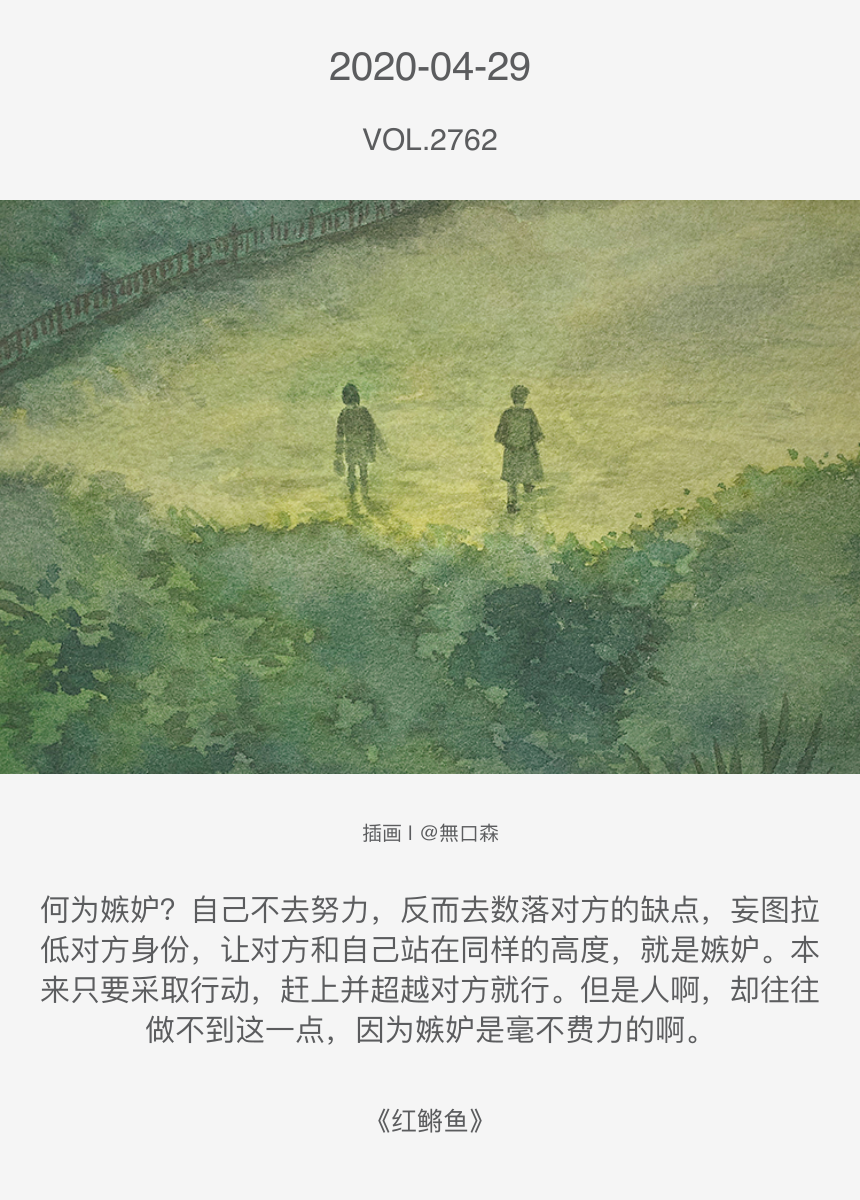 2020-04-29
VOL.2762
插画 | @無口森
何为嫉妒？自己不去努力，反而去数落对方的缺点，妄图拉
低对方身份，让对方和自己站在同样的高度，就是嫉妒。本
来只要采取行动，赶上并超越对方就行。但是人啊，却往往
做不到这一点，因为嫉妒是毫不费力的啊。
《红鳉鱼》